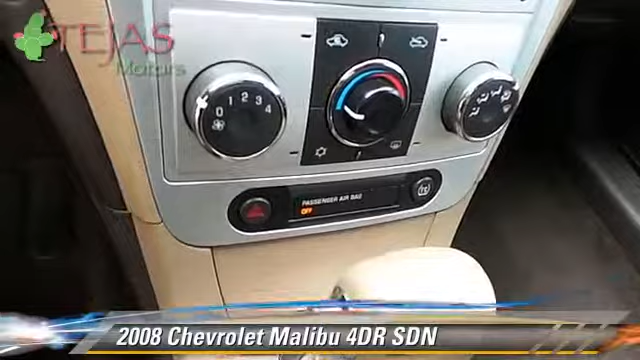 TEJAS
Motors
0 1 2 3 4
PASSENGER AIR BAG
OFF
2008 Chevrolet Malibu 4DR SDN